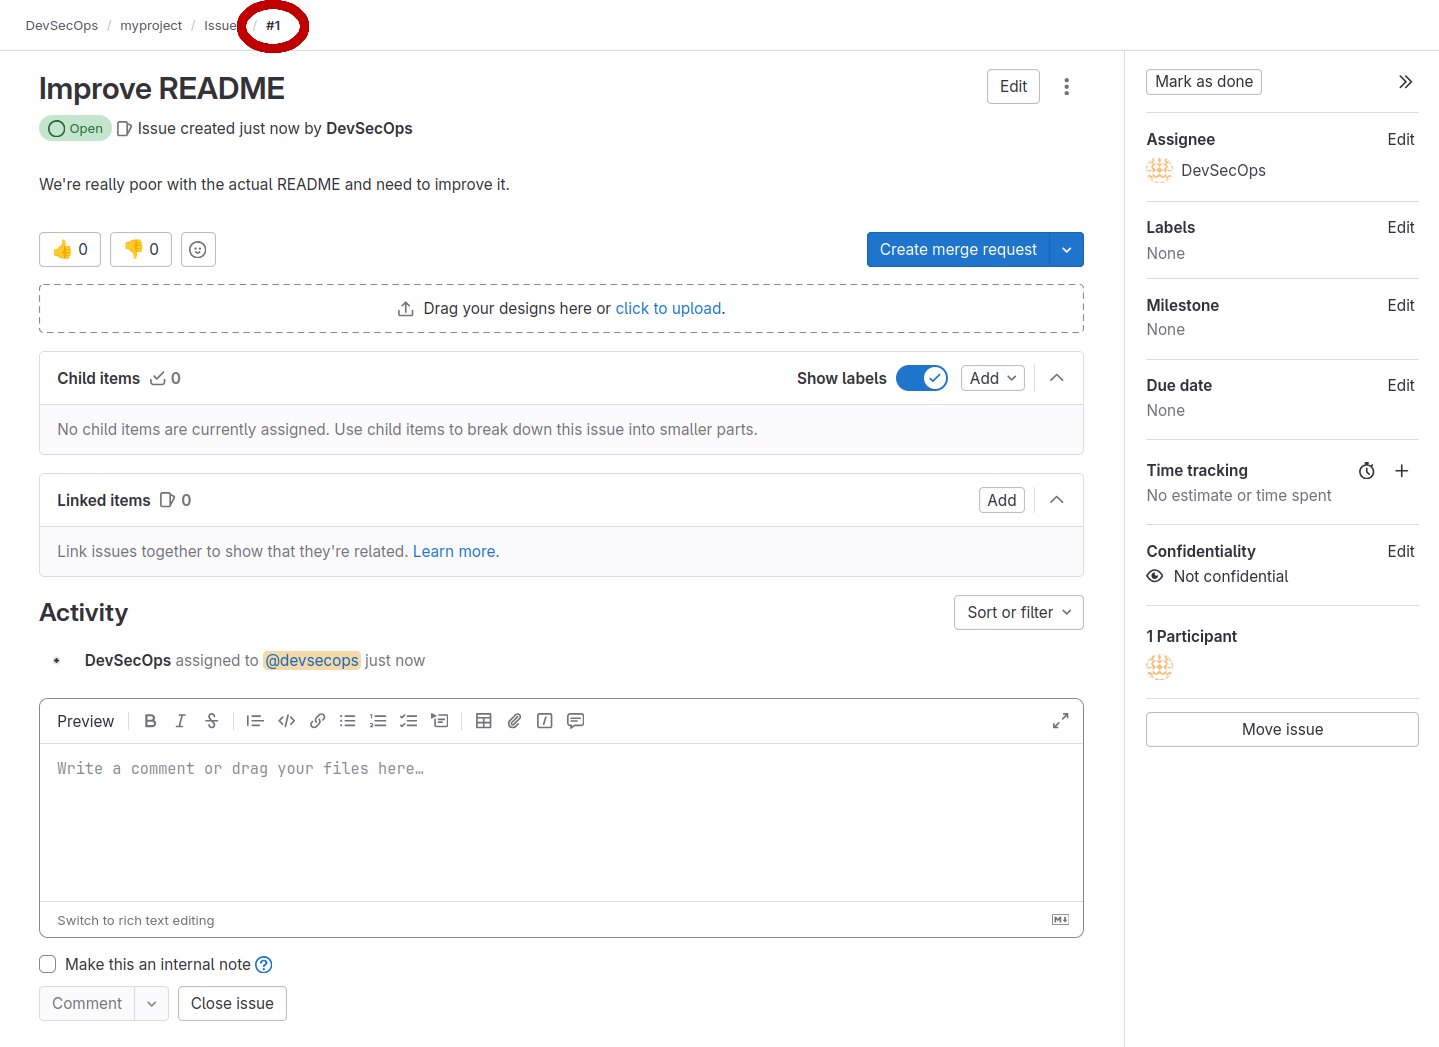 DevSecOps / myproject / Issue / #1
Improve README
Edit
Open Issue created just now by DevSecOps
We're really poor with the actual README and need to improve it.
0 0
Create merge request
Drag your designs here or click to upload.
Child items 0
Show labels
Add
No child items are currently assigned. Use child items to break down this issue into smaller parts.
Linked items 0
Add
Link issues together to show that they're related. Learn more.
Activity
Sort or filter
DevSecOps assigned to @devsecops just now
Preview
Write a comment or drag your files here…
Switch to rich text editing
Make this an internal note
Comment
Close issue
Mark as done
Assignee Edit
DevSecOps
Labels Edit
None
Milestone Edit
None
Due date Edit
None
Time tracking
No estimate or time spent
Confidentiality Edit
Not confidential
1 Participant
Move issue